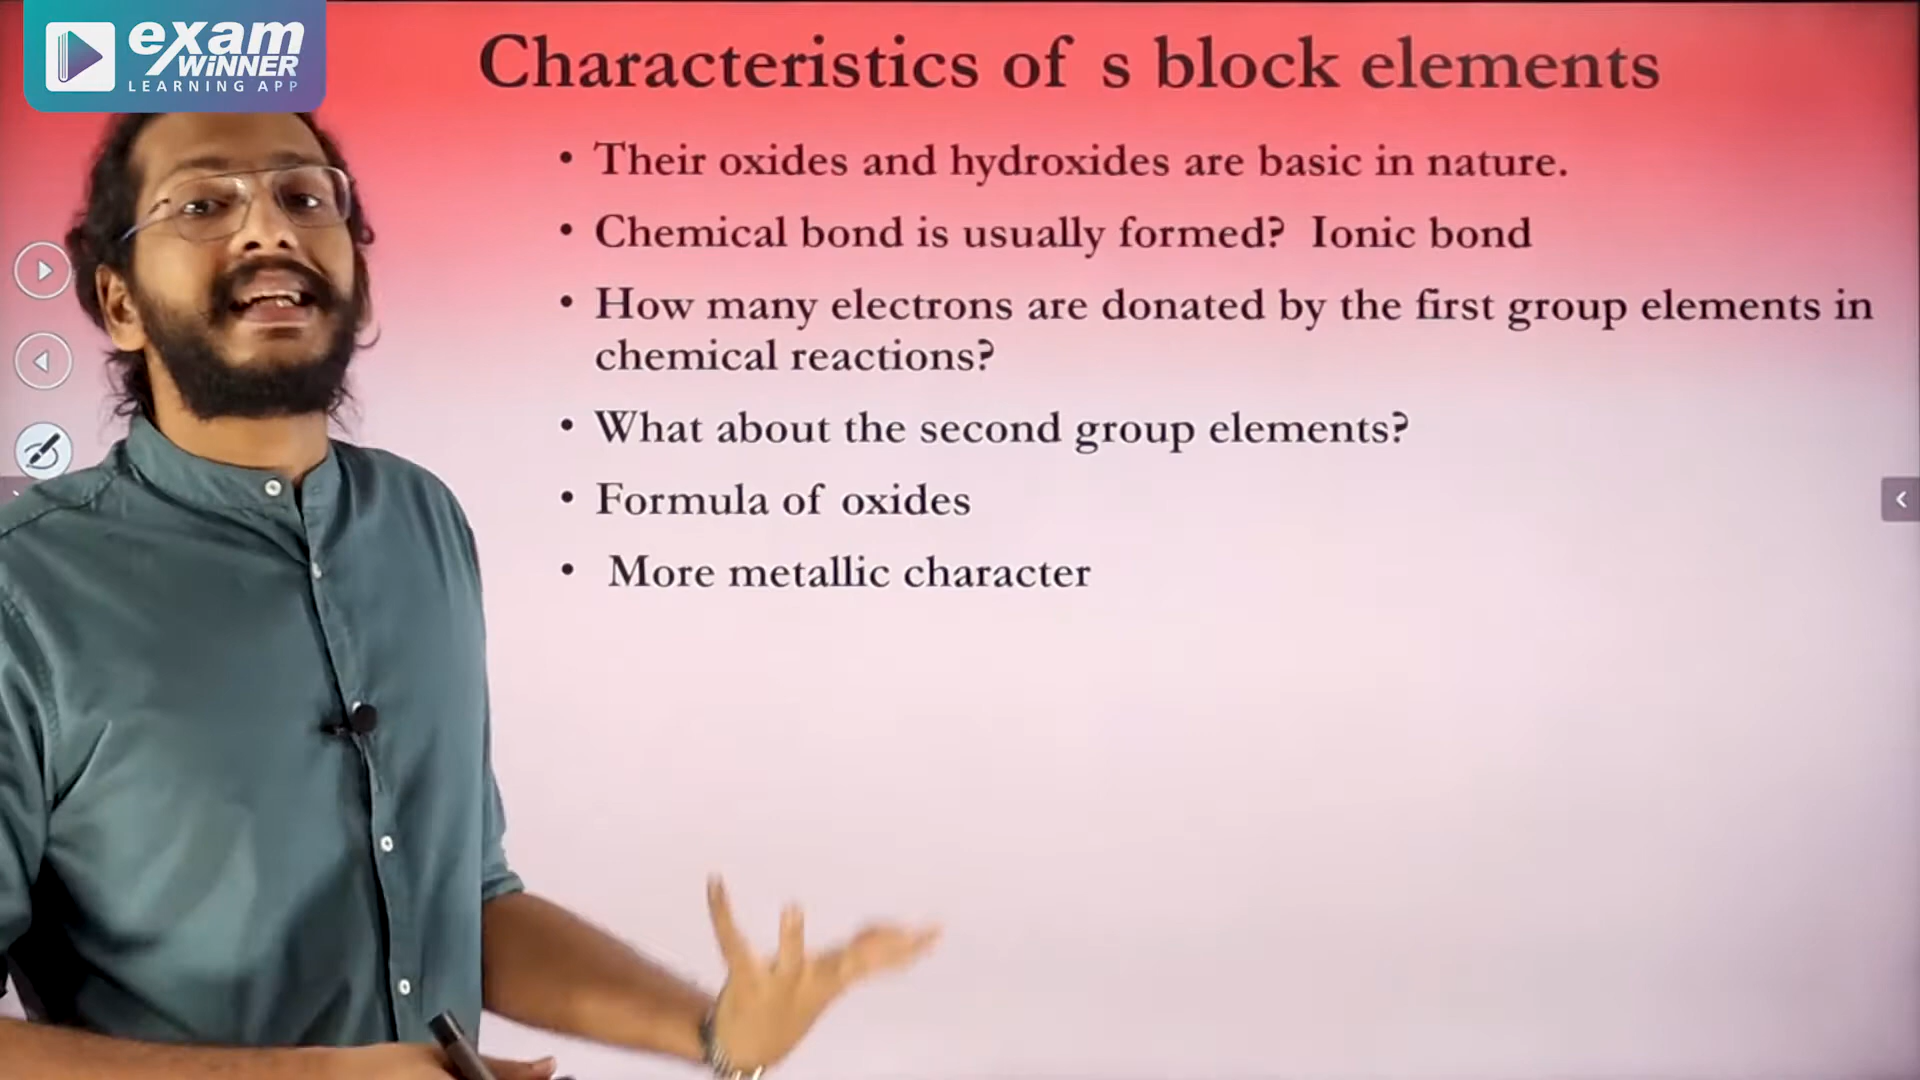 exam
WiNNER
LEARNING APP
Characteristics of s block elements
• Their oxides and hydroxides are basic in nature.
• Chemical bond is usually formed? Ionic bond
• How many electrons are donated by the first group elements in
chemical reactions?
• What about the second group elements?
• Formula of oxides
• More metallic character